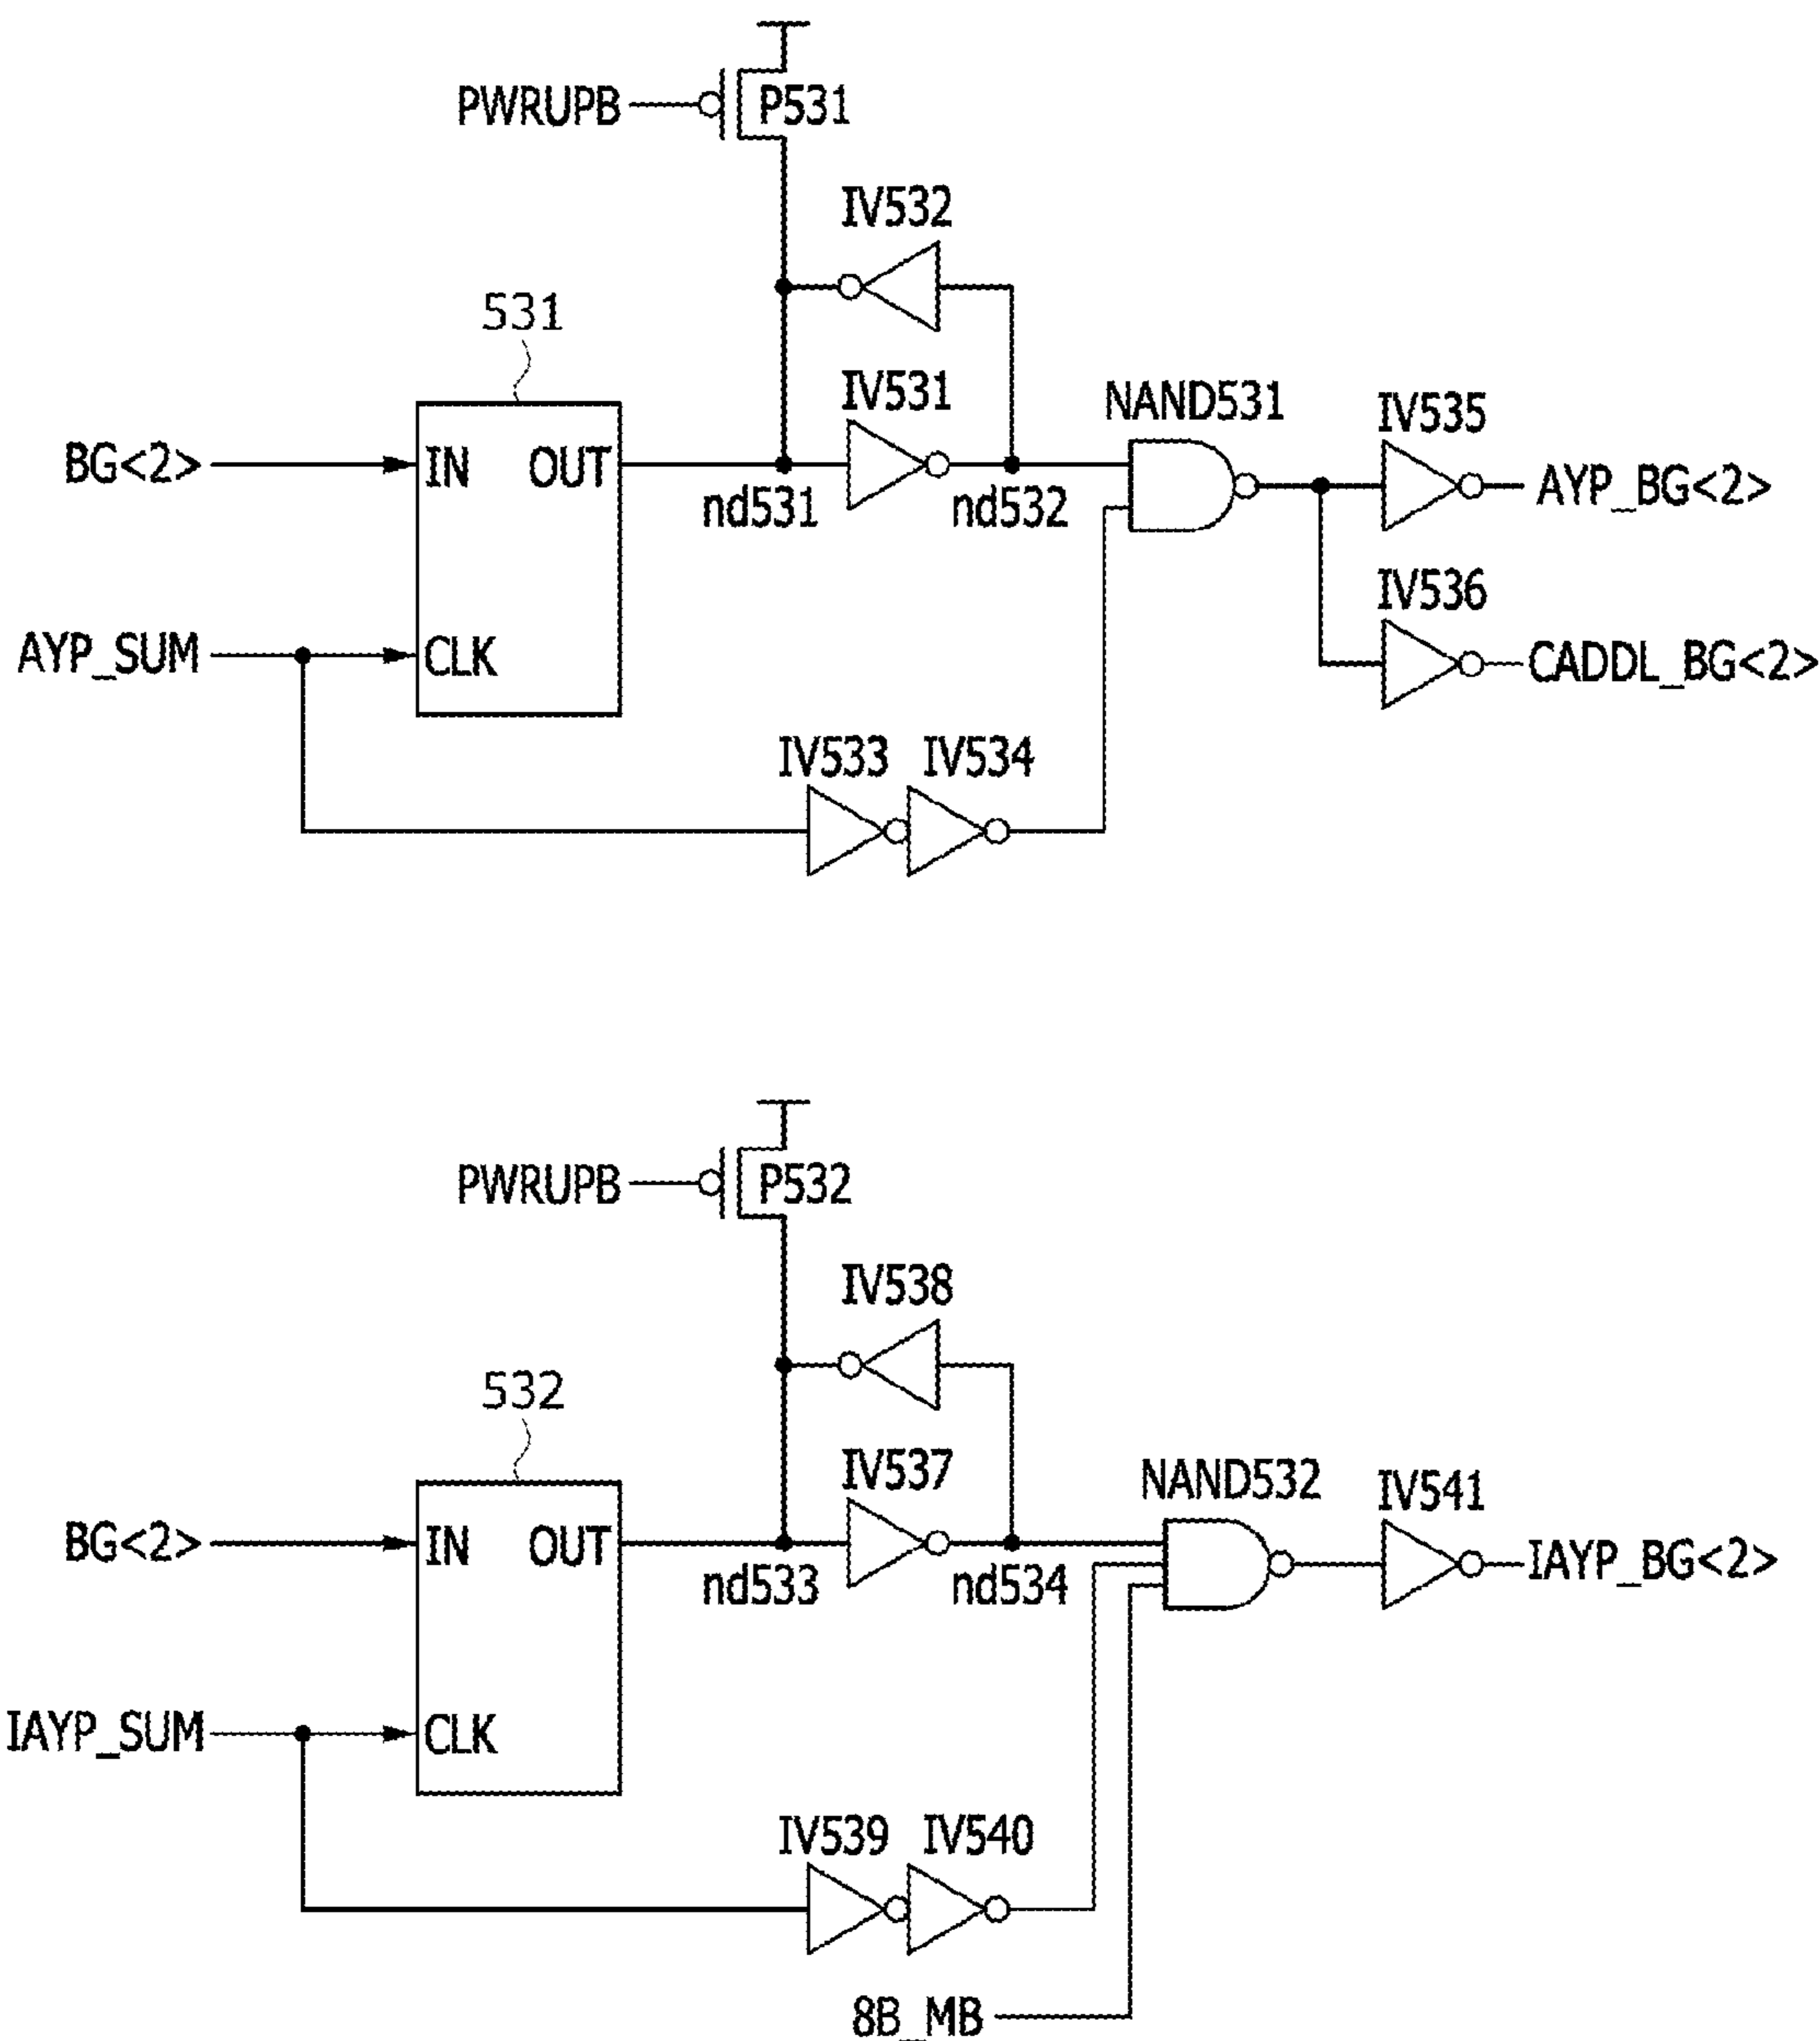 PWRUPB
P531
IV532
531
IV531
NAND531
IV535
BG<2>
IN
OUT
AYP_BG<2>
nd531
nd532
IV536
AYP_SUM
CLK
CADDL_BG<2>
IV533
IV534
PWRUPB
P532
IV538
532
IV537
NAND532
IV541
BG<2>
IN
OUT
IAYP_BG<2>
nd533
nd534
IAYP_SUM
CLK
IV539
IV540
8B_MB